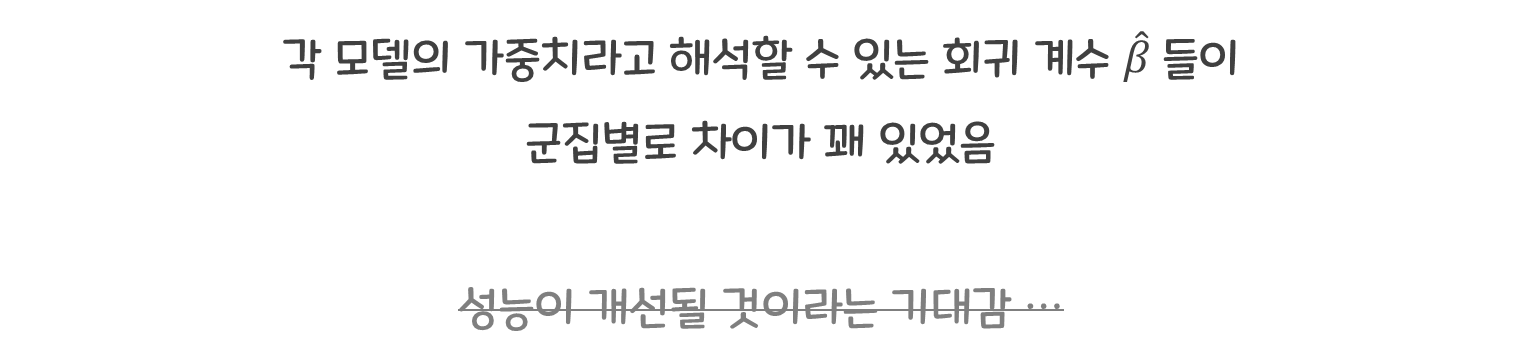 각 모델의 가중치라고 해석할 수 있는 회귀 계수 β̂ 들이
군집별로 차이가 꽤 있었음
성능이 개선될 것이라는 기대감 …